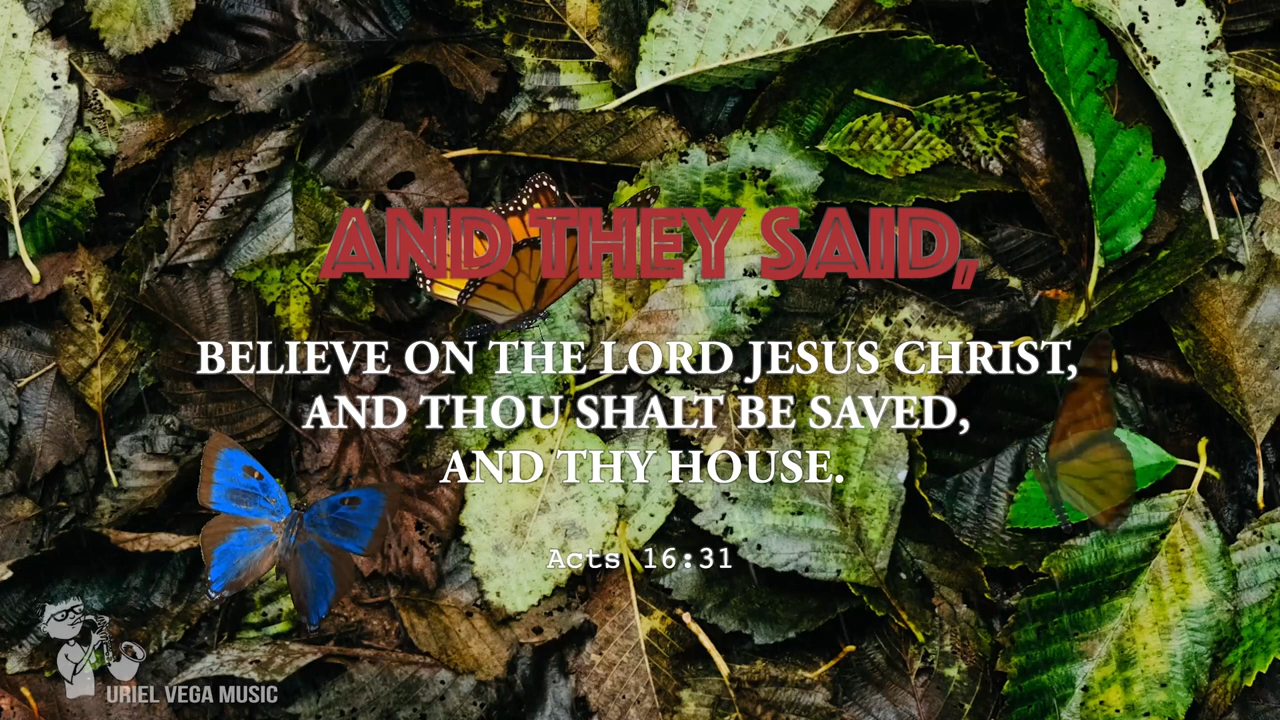 AND THEY SAID,
BELIEVE ON THE LORD JESUS CHRIST,
AND THOU SHALT BE SAVED,
AND THY HOUSE.
Acts 16:31
URIEL VEGA MUSIC